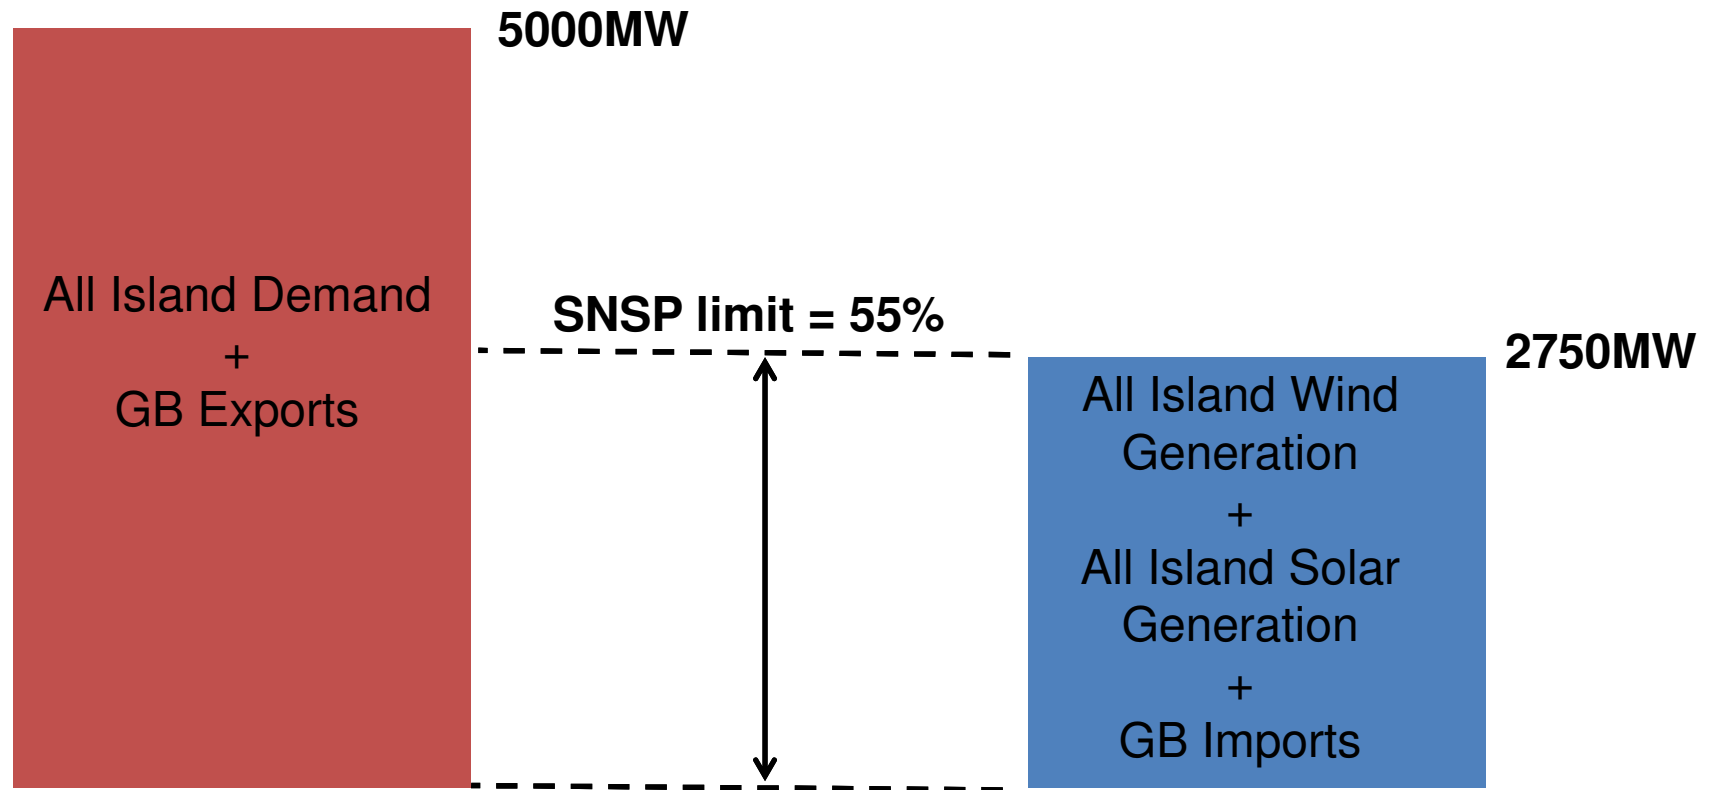 5000MW
All Island Demand
+
GB Exports
SNSP limit = 55%
2750MW
All Island Wind
Generation
+
All Island Solar
Generation
+
GB Imports